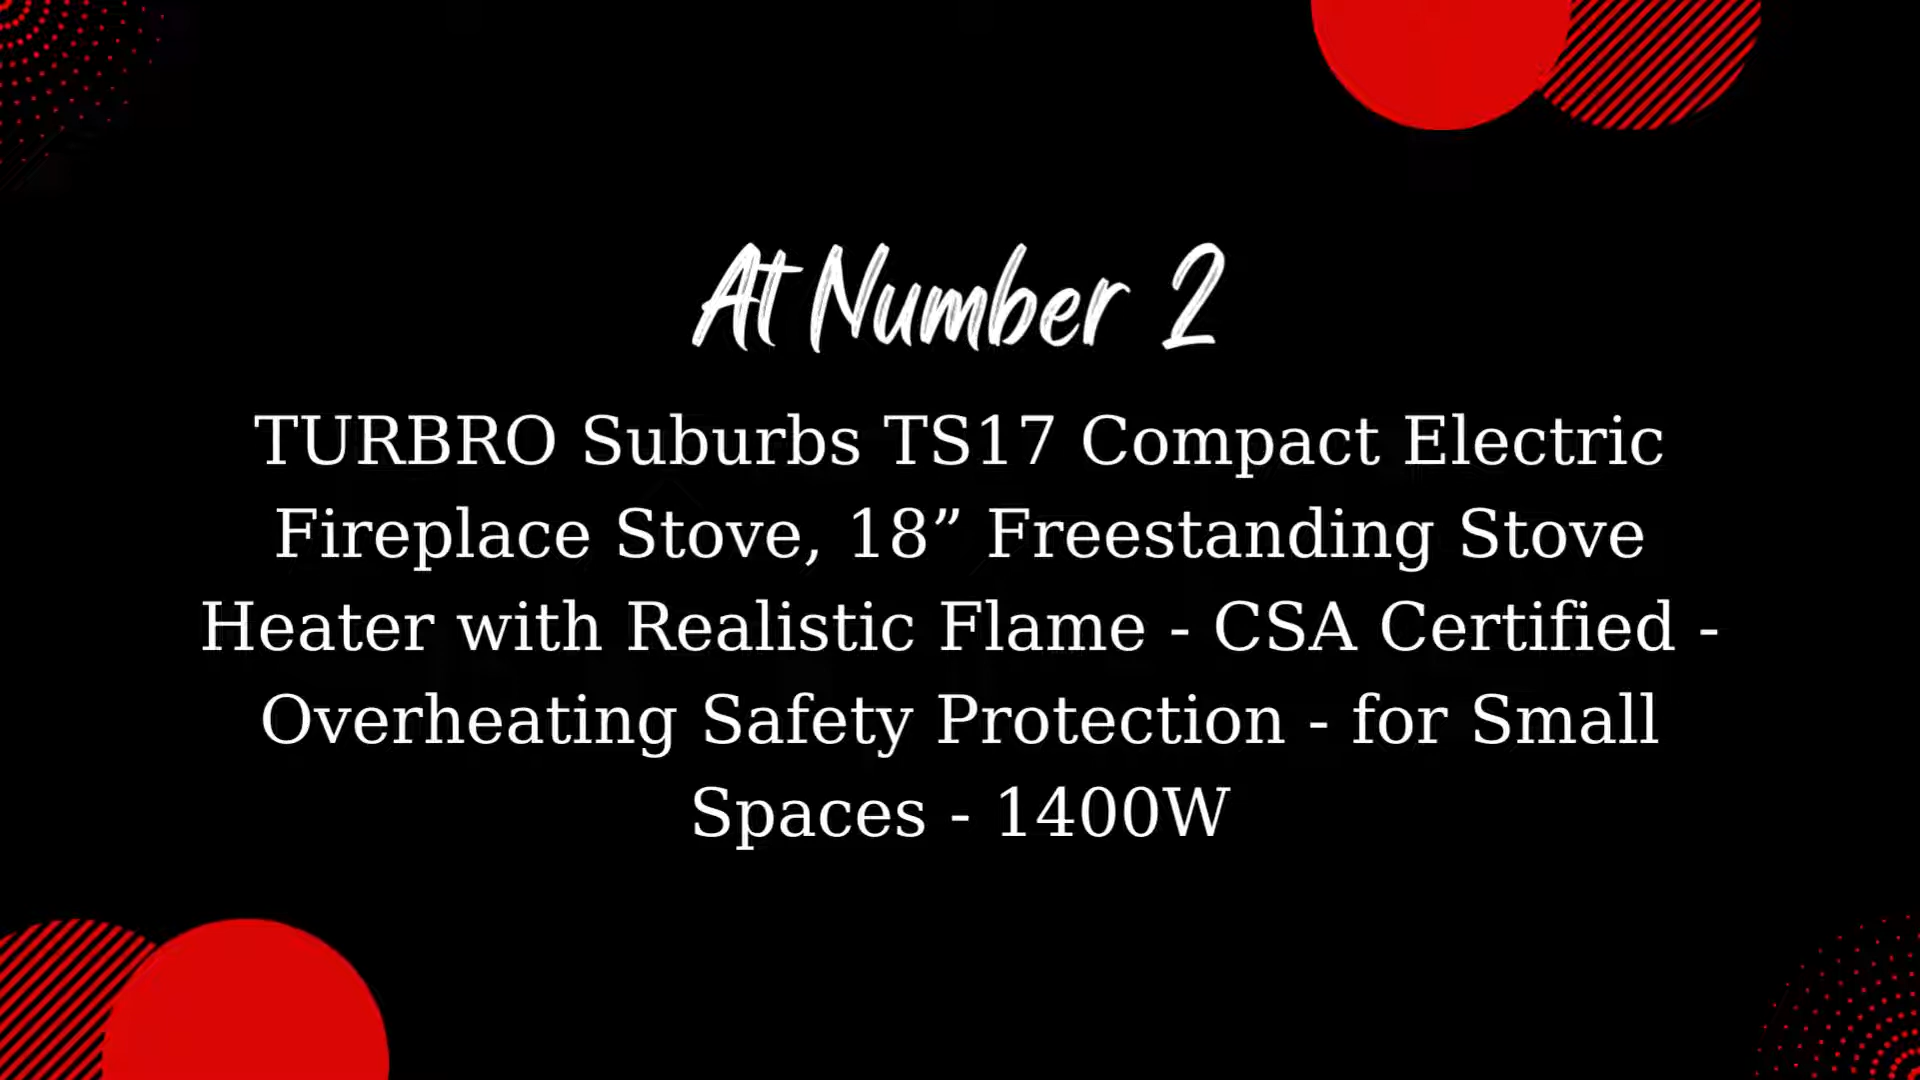 At Number 2
TURBRO Suburbs TS17 Compact Electric
Fireplace Stove, 18” Freestanding Stove
Heater with Realistic Flame - CSA Certified -
Overheating Safety Protection - for Small
Spaces - 1400W